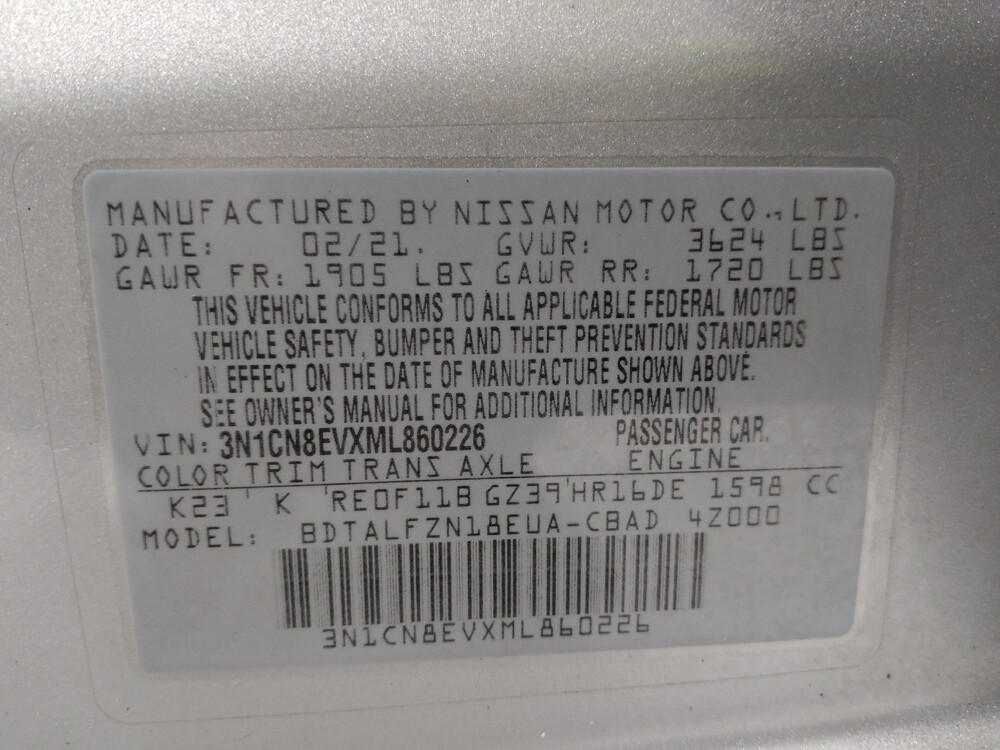 MANUFACTURED BY NISSAN MOTOR CO., LTD.
DATE: 02/21. GVWR: 3624 LBS
GAWR FR: 1905 LBS GAWR RR: 1720 LBS
THIS VEHICLE CONFORMS TO ALL APPLICABLE FEDERAL MOTOR
VEHICLE SAFETY, BUMPER AND THEFT PREVENTION STANDARDS
IN EFFECT ON THE DATE OF MANUFACTURE SHOWN ABOVE.
SEE OWNER'S MANUAL FOR ADDITIONAL INFORMATION.
VIN: 3N1CN8EVXML860226 PASSENGER CAR.
COLOR TRIM TRANS AXLE ENGINE
K23 ' K 'RE0F11B GZ39'HR16DE 1598 CC
MODEL: BDTALFZN18EUA-CBAD 4Z000
3N1CN8EVXML860226